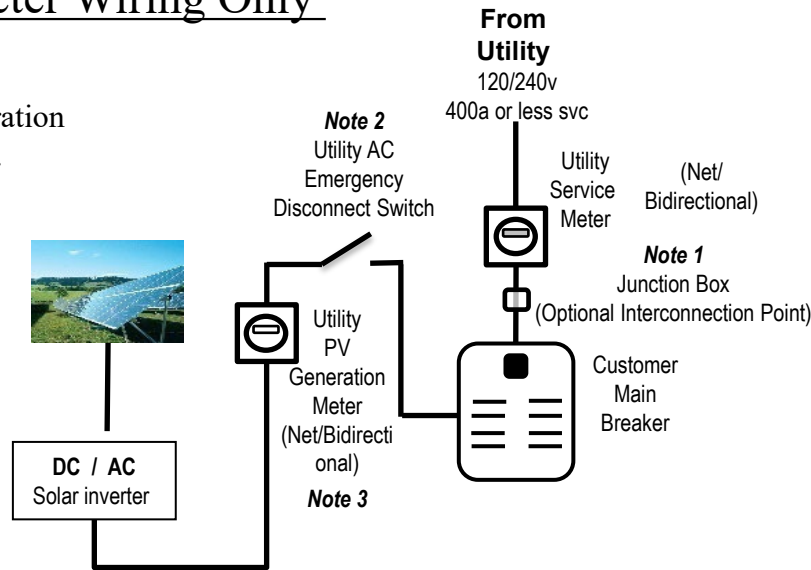 Wiring Only
From
Utility
120/240v
400a or less svc
Note 2
Utility AC
Emergency
Disconnect Switch
Utility
Service
Meter
(Net/
Bidirectional)
Note 1
Junction Box
(Optional Interconnection Point)
Utility
PV
Generation
Meter
(Net/Bidirecti
onal)
Note 3
Customer
Main
Breaker
DC / AC
Solar inverter